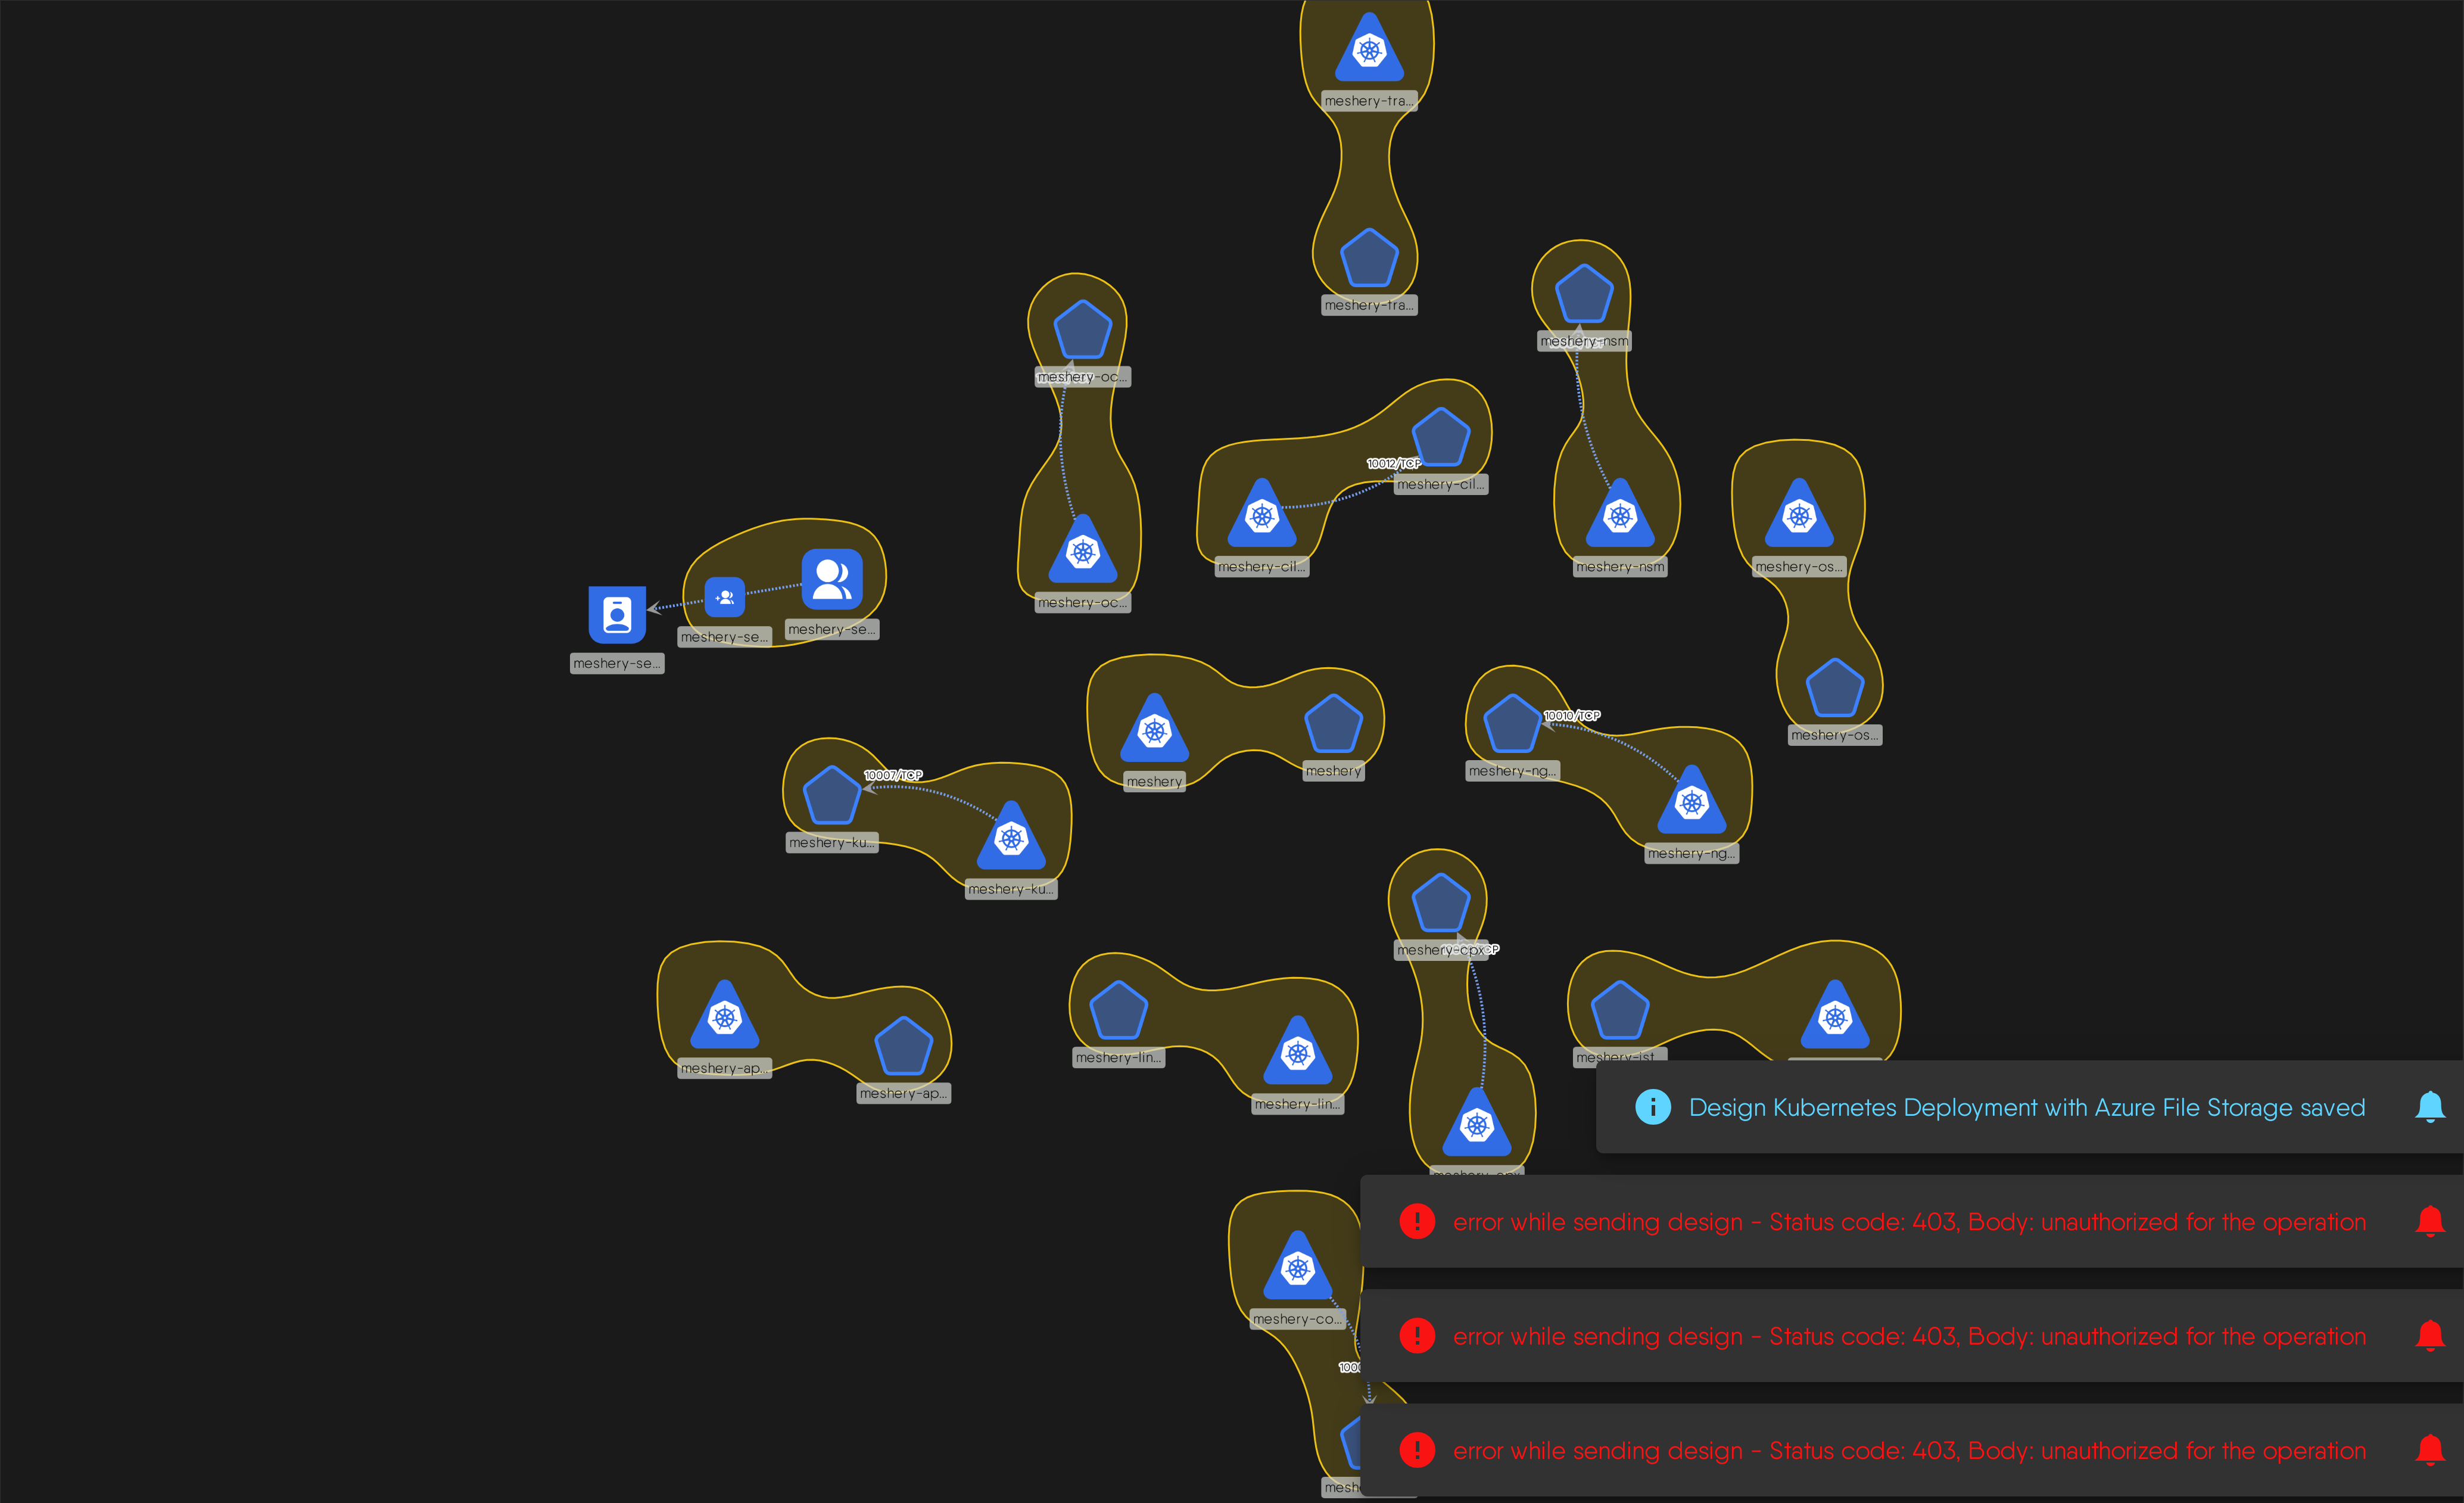 meshery-tra...
meshery-tra...
meshery-nsm
meshery-oc...
10012/TCP
meshery-cil...
meshery-cil...
meshery-nsm
meshery-os...
meshery-oc...
meshery-se...
meshery-se...
meshery-se...
10010/TCP
meshery-os...
meshery-ng...
meshery
meshery
10007/TCP
meshery-ku...
meshery-ng...
meshery-ku...
meshery-cpx
meshery-ist...
meshery-lin...
meshery-ap...
meshery-ap...
meshery-lin...
Design Kubernetes Deployment with Azure File Storage saved
error while sending design - Status code: 403, Body: unauthorized for the operation
meshery-co...
error while sending design - Status code: 403, Body: unauthorized for the operation
error while sending design - Status code: 403, Body: unauthorized for the operation